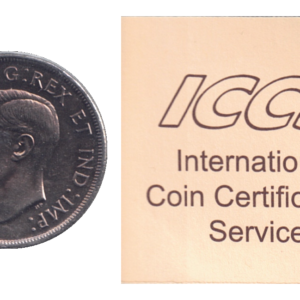 G:REX ET IND:IMP:
ICC
Internatio
Coin Certific
Service